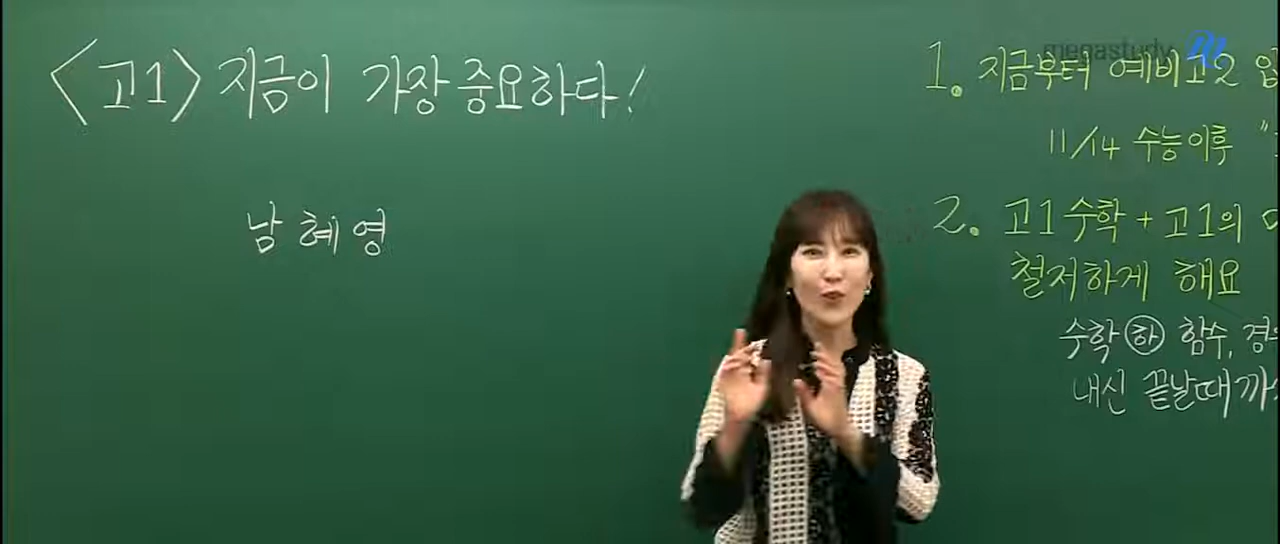 <고1> 지금이 가장 중요하다!
남혜영
megastudy
1. 지금부터 예비고2
11/14 수능이후 "
2. 고1수학 + 고1의
철저하게 해요
수학 ㉻ 함수,
내신 끝날때까